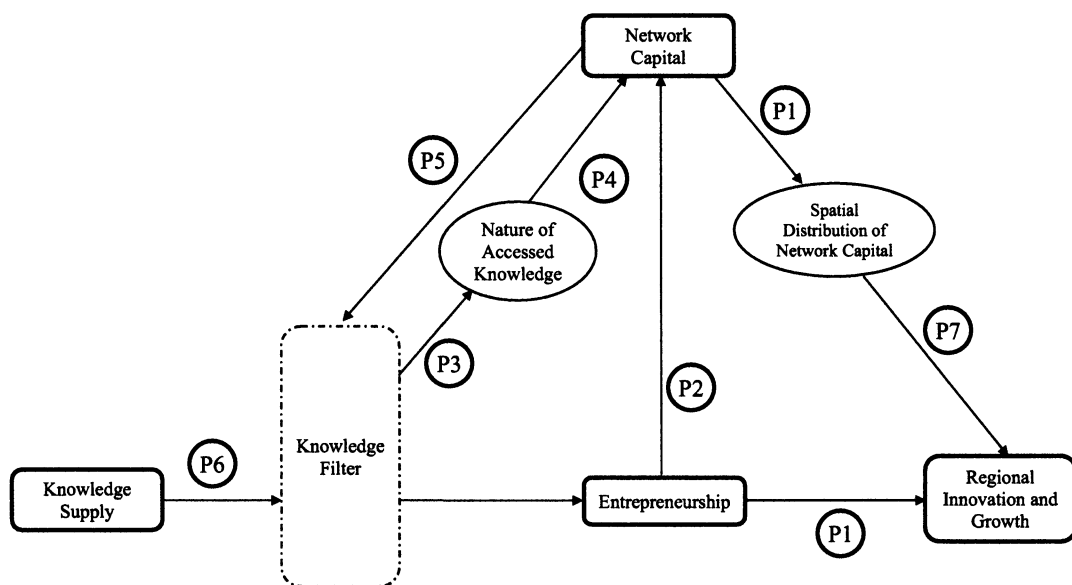 Network
Capital
P1
P5
P4
Spatial
Distribution of
Network Capital
Nature of
Accessed
Knowledge
P7
P3
P2
Knowledge
Filter
P6
Knowledge
Supply
Entrepreneurship
Regional
Innovation and
Growth
P1